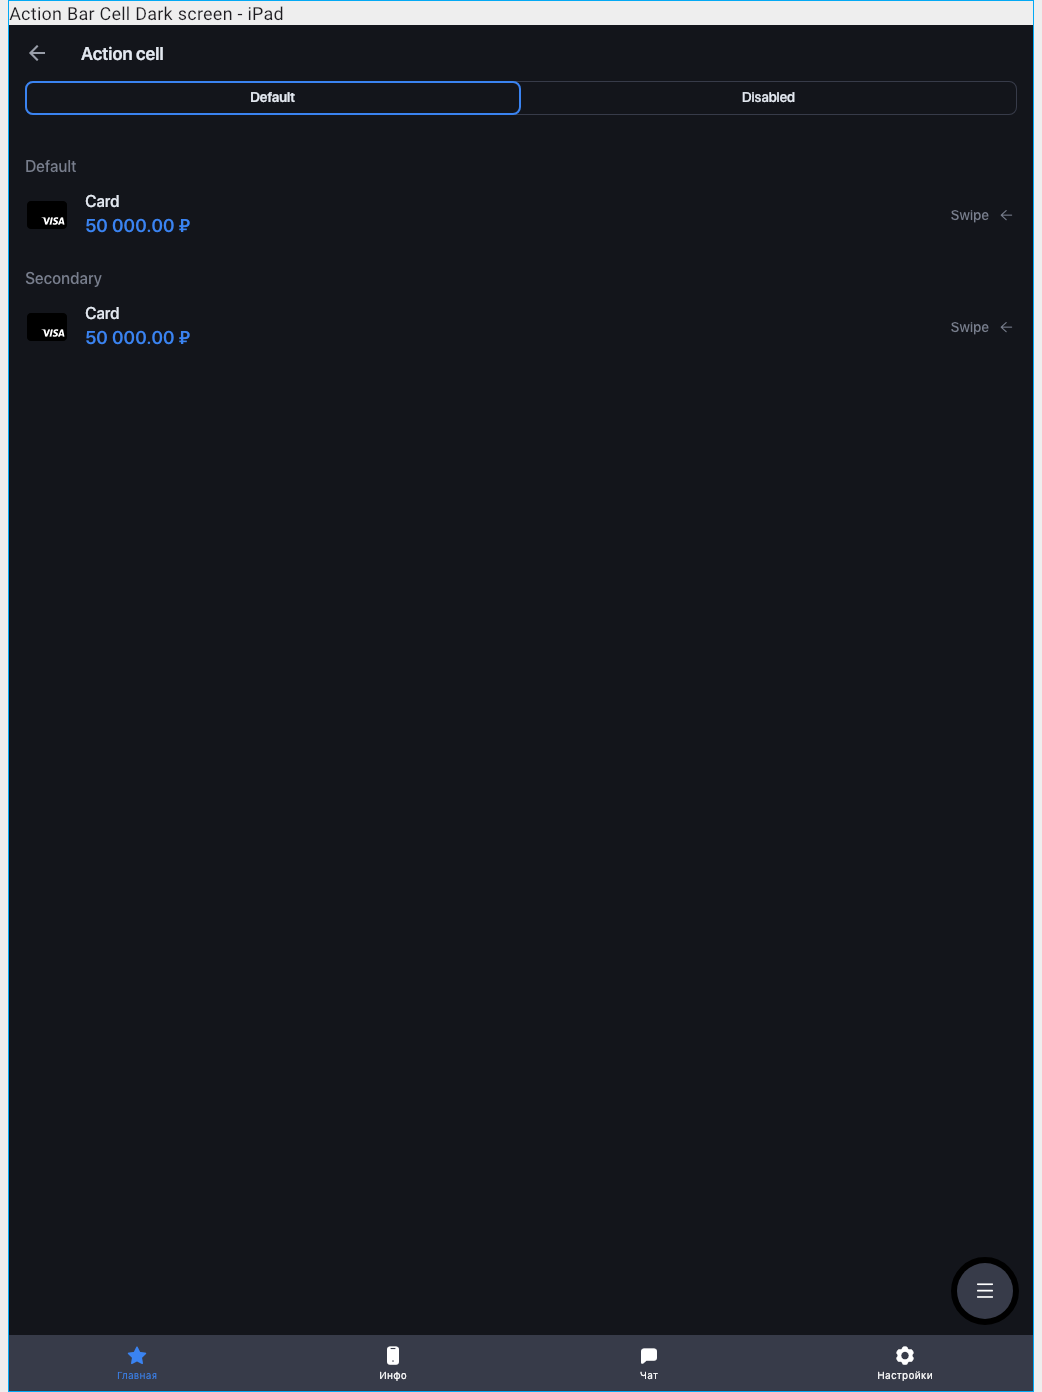 Action Bar Cell Dark screen - iPad
Action cell
Default
Disabled
Default
Card
VISA
50 000.00 ₽
Swipe
Secondary
Card
VISA
50 000.00 ₽
Swipe
Главная
Инфо
Чат
Настройки